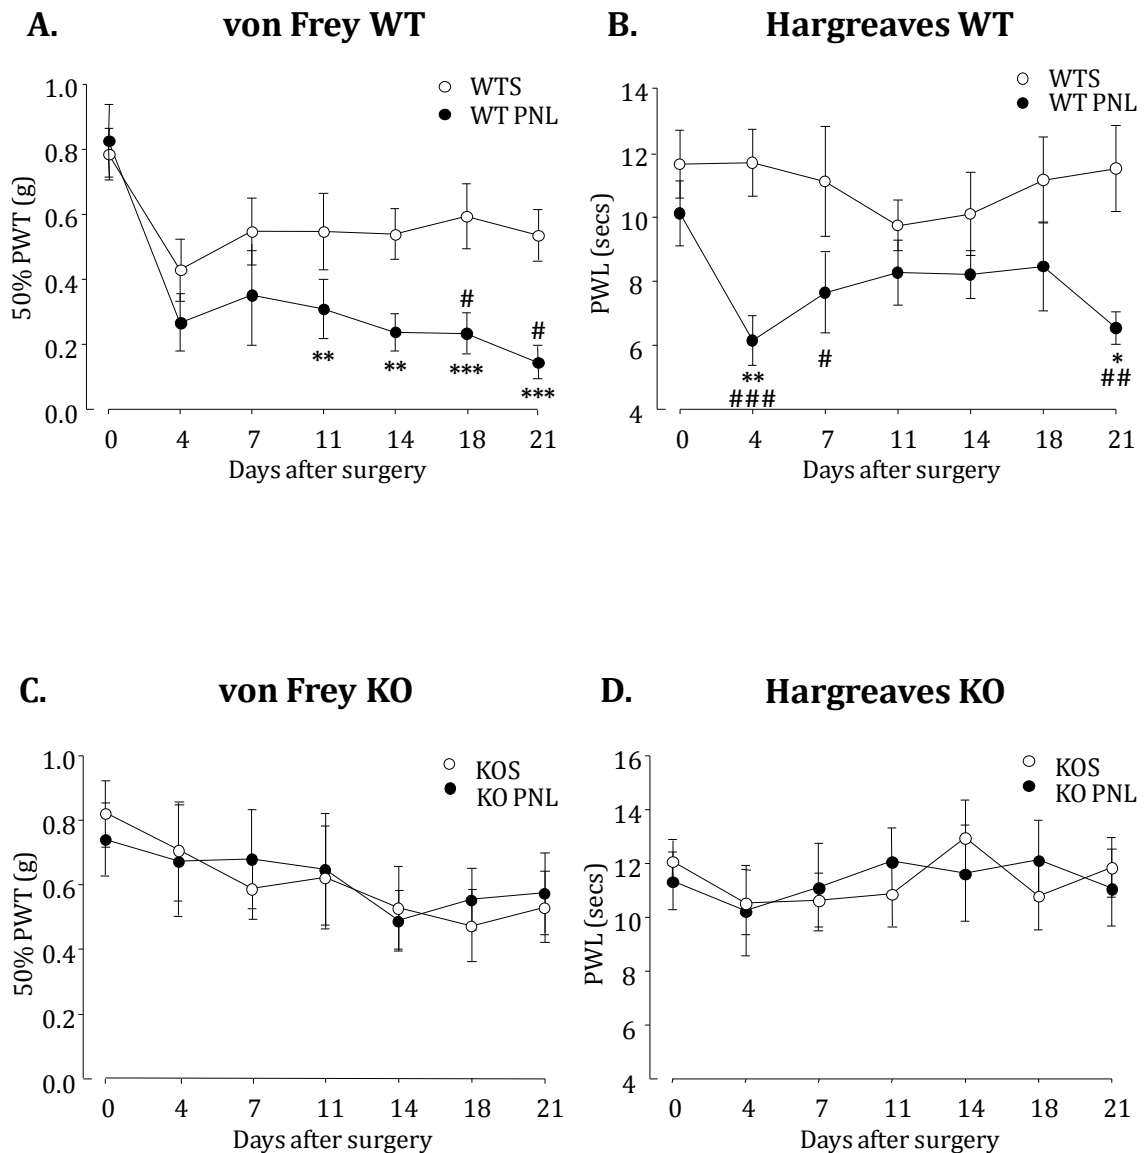 A. von Frey WT
WTS
WT PNL
50% PWT (g)
1.0
0.8
0.6
0.4
0.2
0.0
#
#
** ** *** ***
0 4 7 11 14 18 21
Days after surgery
B. Hargreaves WT
WTS
WT PNL
PWL (secs)
14
12
10
8
6
4
**
###
#
*
##
0 4 7 11 14 18 21
Days after surgery
C. von Frey KO
KOS
KO PNL
50% PWT (g)
1.0
0.8
0.6
0.4
0.2
0.0
0 4 7 11 14 18 21
Days after surgery
D. Hargreaves KO
KOS
KO PNL
PWL (secs)
16
14
12
10
8
6
4
0 4 7 11 14 18 21
Days after surgery